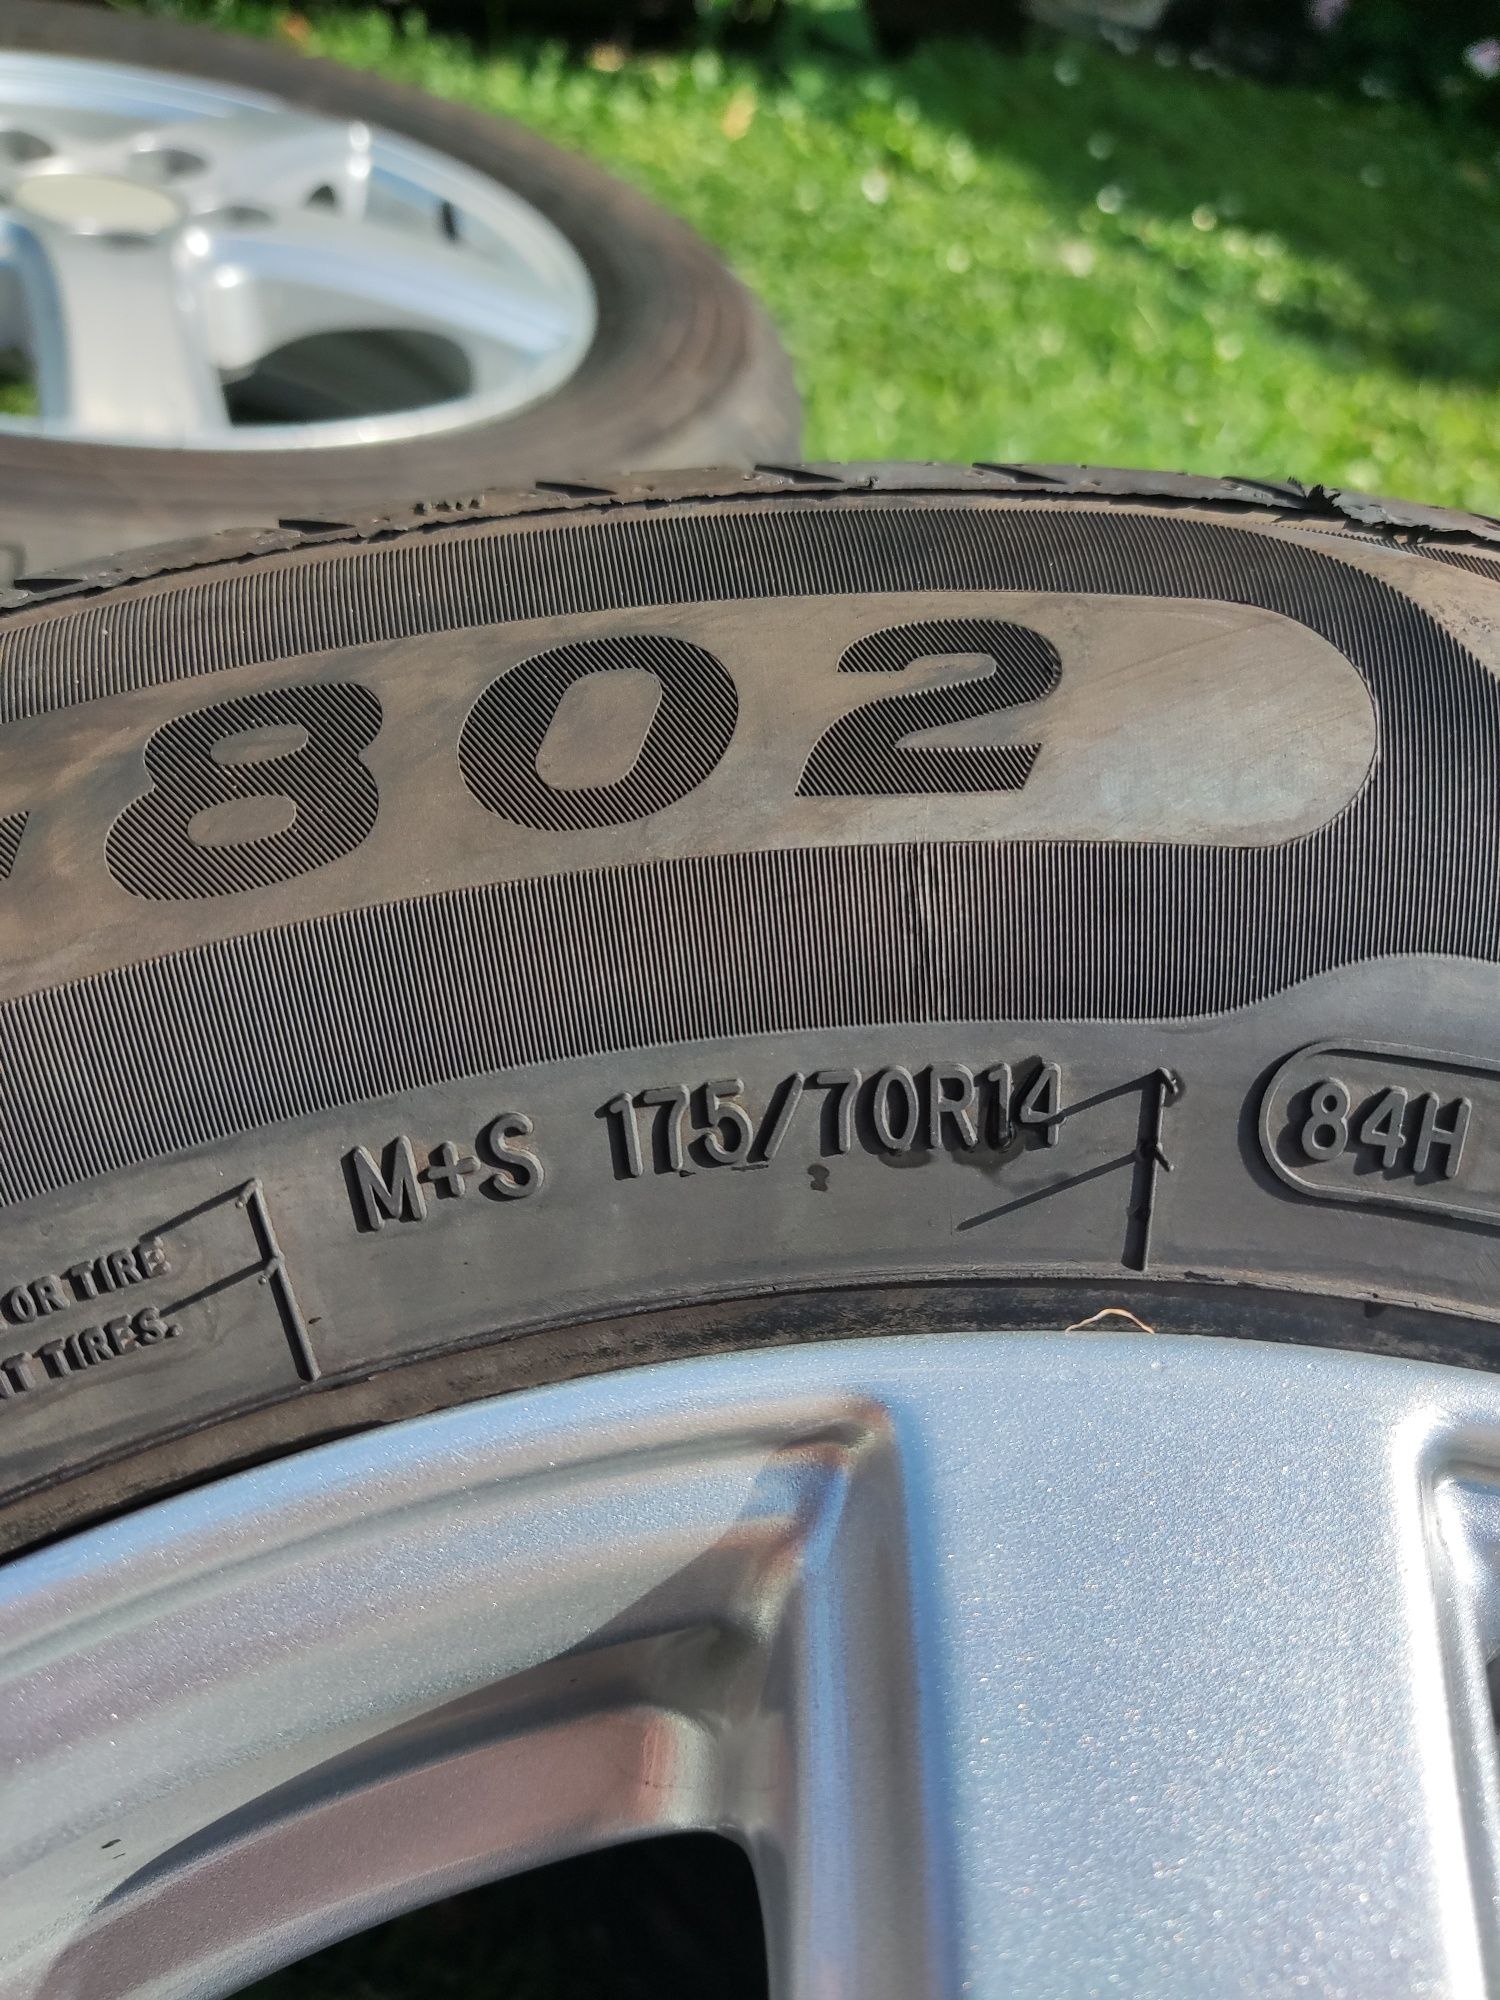 802
M+S 175/70R14
84H
OR TIRE
TIRES.